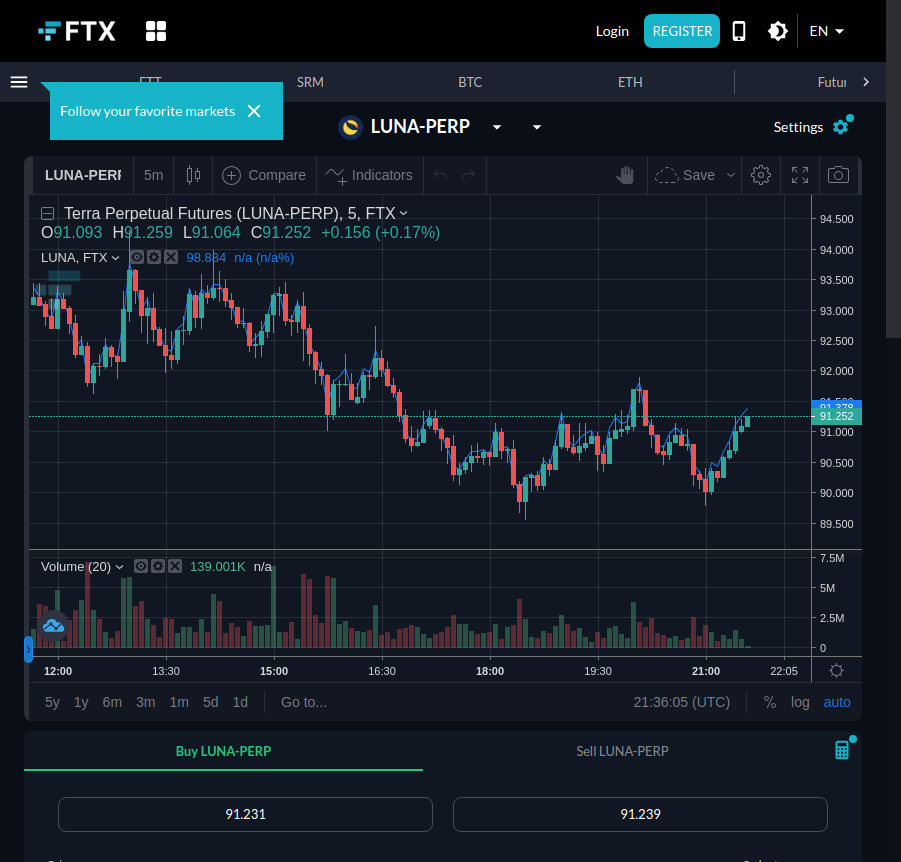 FTX
Login
REGISTER
EN
FTT
SRM
BTC
ETH
Futur
Follow your favorite markets
LUNA-PERP
Settings
LUNA-PERP
5m
Compare
Indicators
Save
Terra Perpetual Futures (LUNA-PERP), 5, FTX
O91.093 H91.259 L91.064 C91.252 +0.156 (+0.17%)
LUNA, FTX 98.884 n/a (n/a%)
94.500
94.000
93.500
93.000
92.500
92.000
91.500
91.378
91.252
91.000
90.500
90.000
89.500
Volume (20) 139.001K n/a
7.5M
5M
2.5M
0
12:00 13:30 15:00 16:30 18:00 19:30 21:00 22:05
5y 1y 6m 3m 1m 5d 1d Go to... 21:36:05 (UTC) % log auto
Buy LUNA-PERP
Sell LUNA-PERP
91.231
91.239